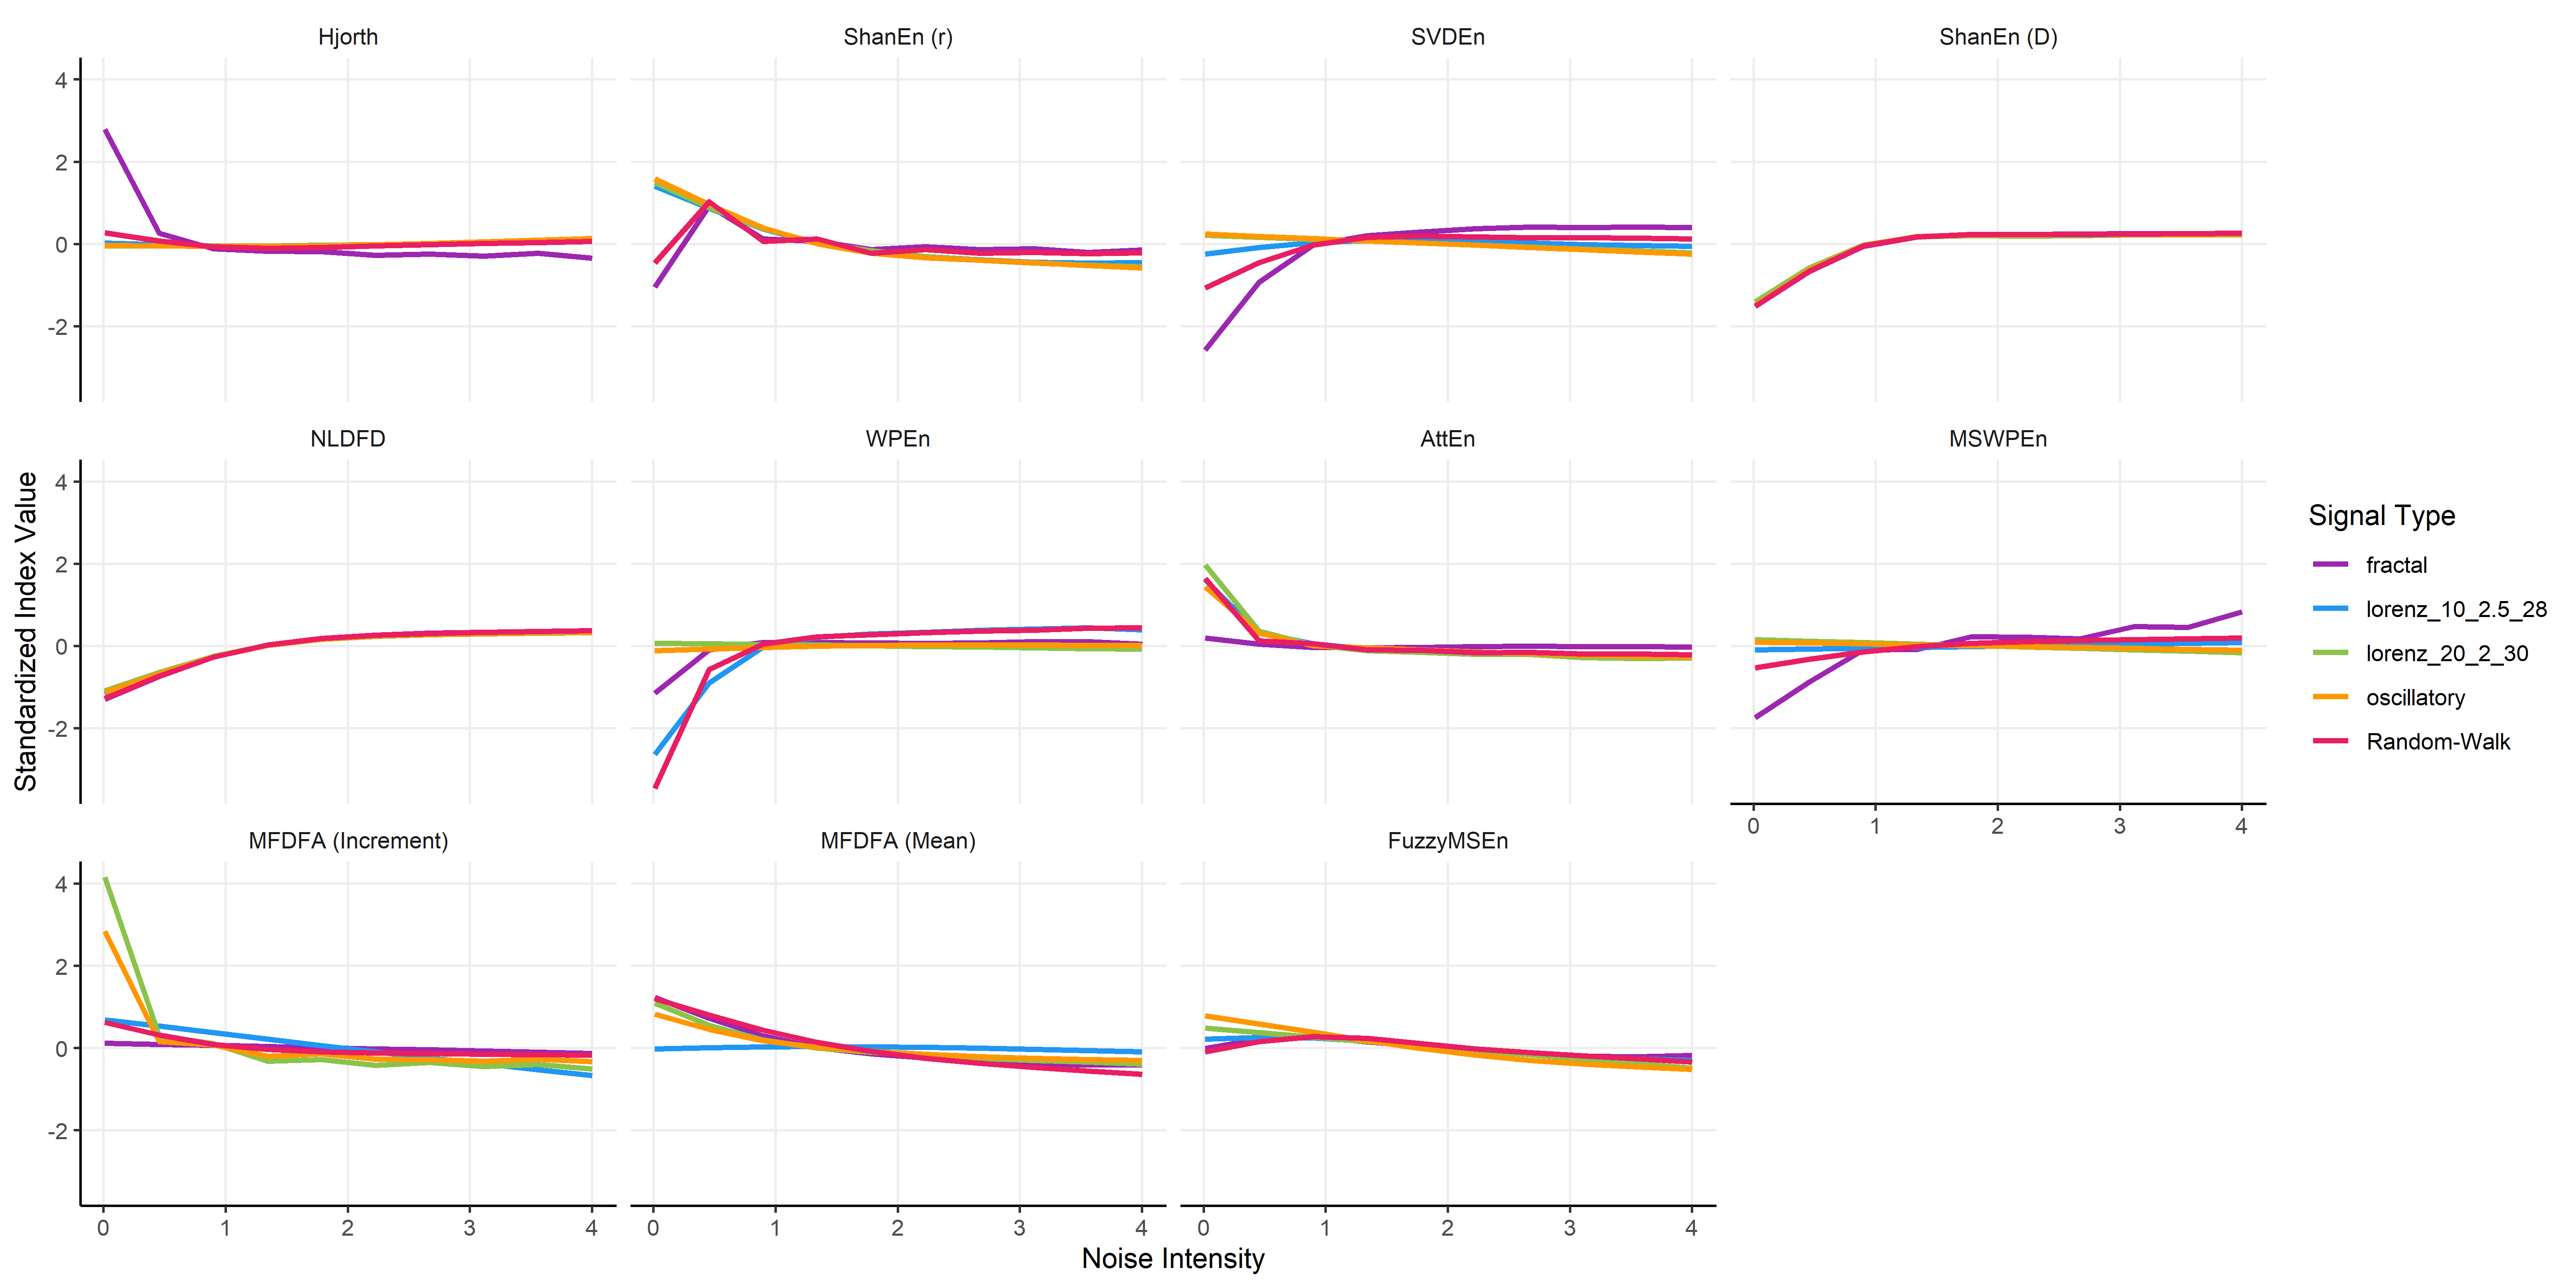 Hjorth
ShanEn (r)
SVDEn
ShanEn (D)
4
2
0
-2
NLDFD
WPEn
AttEn
MSWPEn
4
2
0
-2
0 1 2 3 4
MFDFA (Increment)
MFDFA (Mean)
FuzzyMSEn
4
2
0
-2
0 1 2 3 4
0 1 2 3 4
0 1 2 3 4
Noise Intensity
Standardized Index Value
Signal Type
fractal
lorenz_10_2.5_28
lorenz_20_2_30
oscillatory
Random-Walk